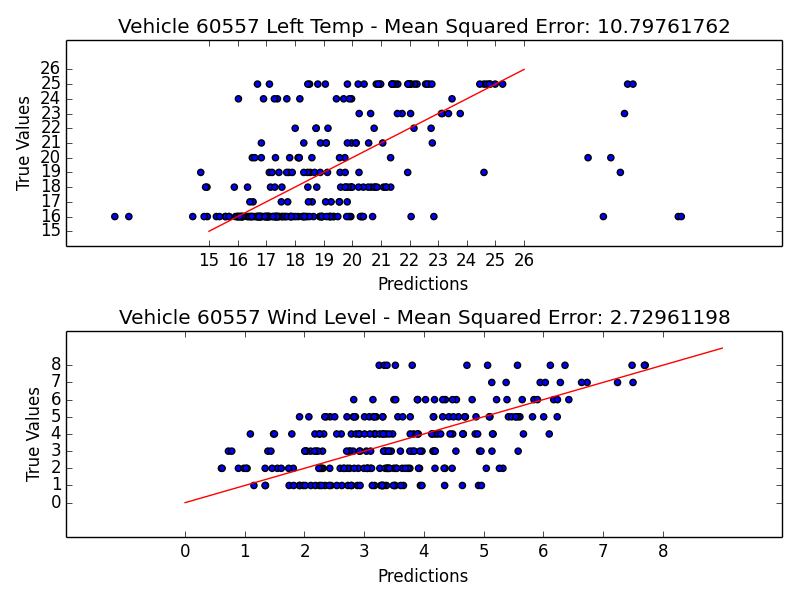 Vehicle 60557 Left Temp - Mean Squared Error: 10.79761762
True Values
26
25
24
23
22
21
20
19
18
17
16
15
15 16 17 18 19 20 21 22 23 24 25 26
Predictions
Vehicle 60557 Wind Level - Mean Squared Error: 2.72961198
True Values
8
7
6
5
4
3
2
1
0
0 1 2 3 4 5 6 7 8
Predictions